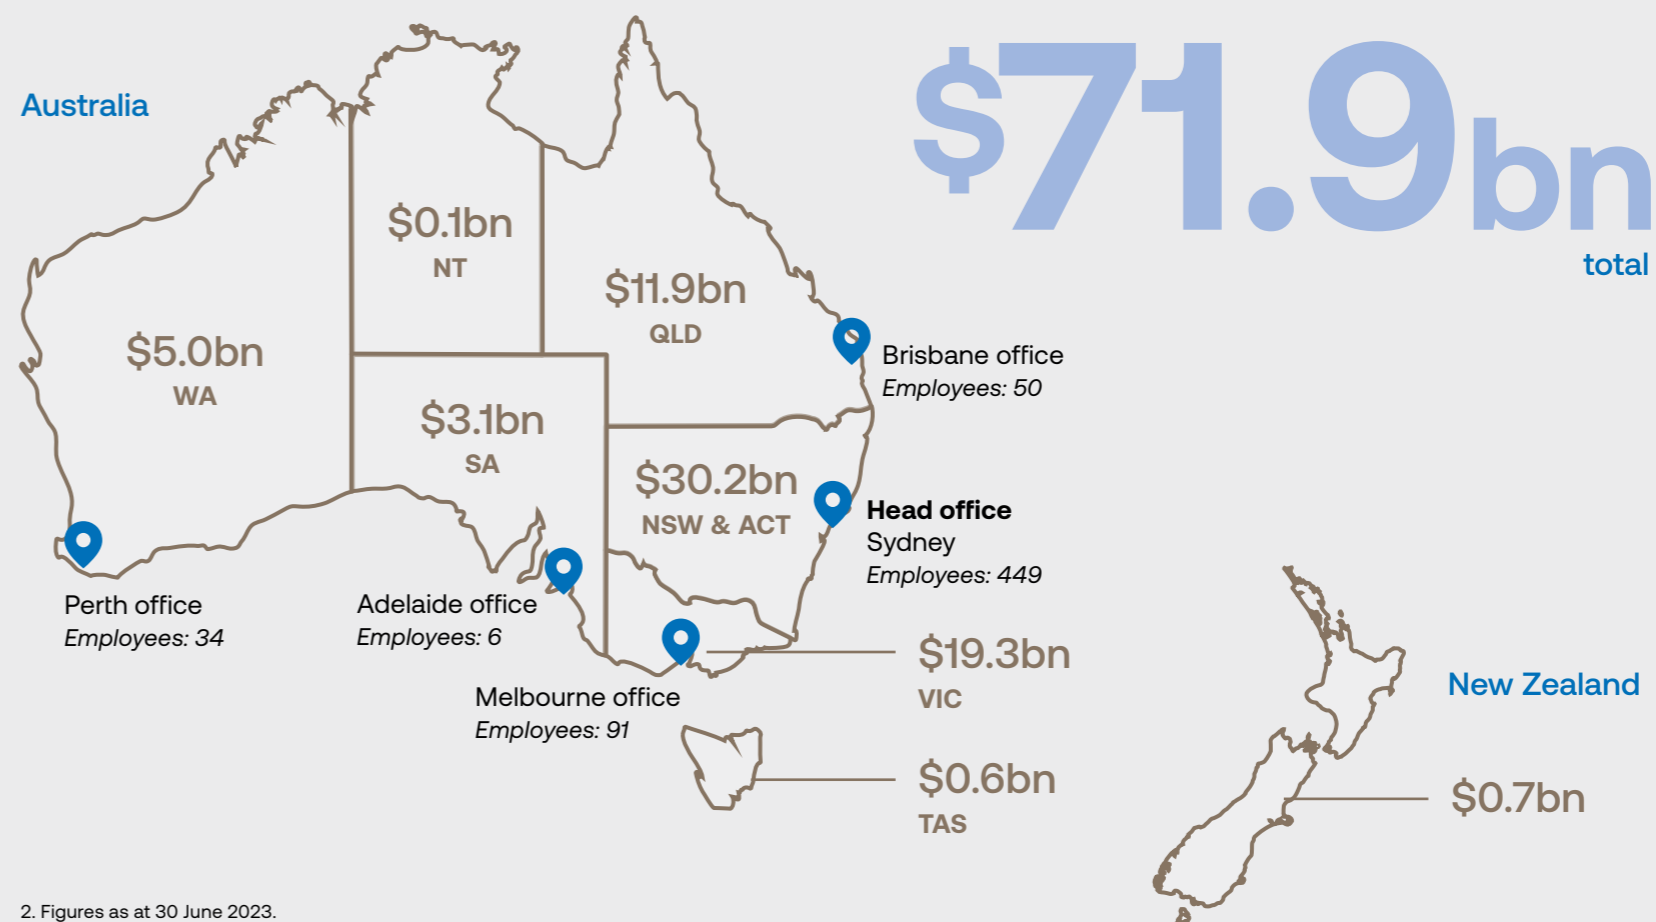 Australia
$71.9bn
total
$0.1bn
NT
$11.9bn
QLD
$5.0bn
WA
Brisbane office
Employees: 50
$3.1bn
SA
$30.2bn
NSW & ACT
Head office
Sydney
Employees: 449
Perth office
Employees: 34
Adelaide office
Employees: 6
Melbourne office
Employees: 91
$19.3bn
VIC
$0.6bn
TAS
New Zealand
$0.7bn
2. Figures as at 30 June 2023.